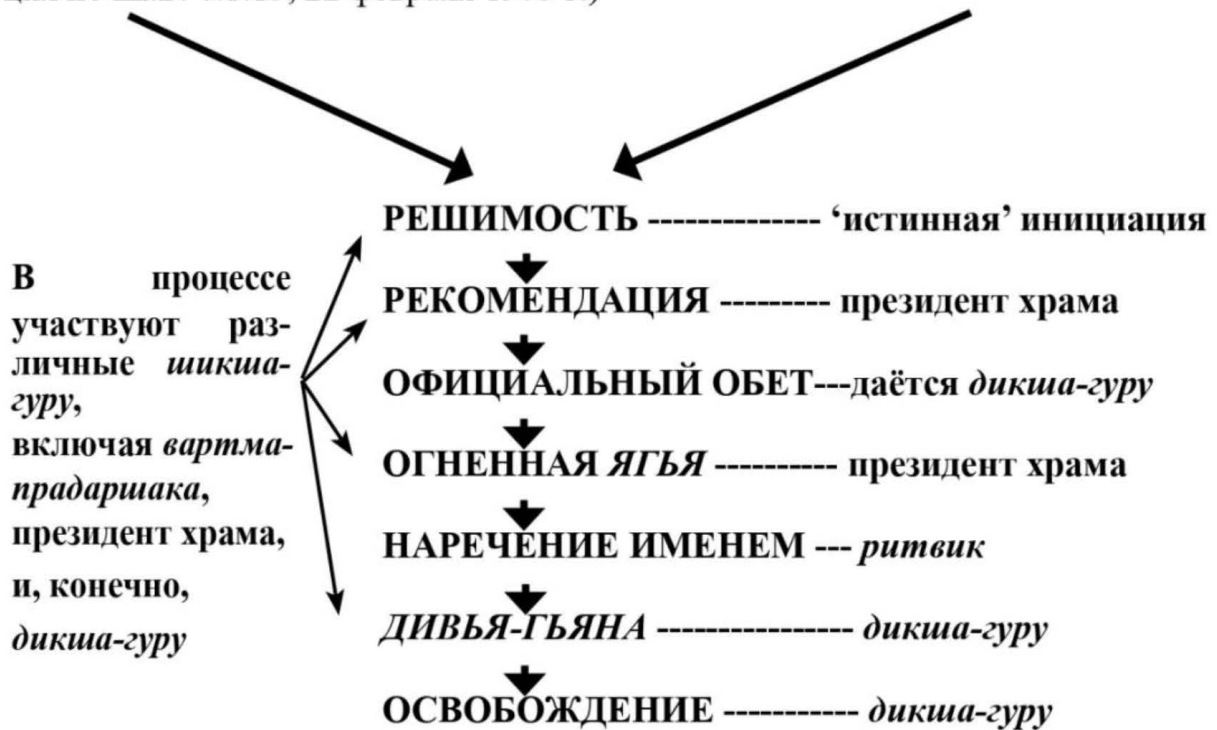 РЕШИМОСТЬ -------------- ‘истинная’ инициация
РЕКОМЕНДАЦИЯ --------- президент храма
ОФИЦИАЛЬНЫЙ ОБЕТ---даётся дикша-гуру
ОГНЕННАЯ ЯГЬЯ ---------- президент храма
НАРЕЧЕНИЕ ИМЕНЕМ --- ритвик
ДИВЬЯ-ГЬЯНА ---------------- дикша-гуру
ОСВОБОЖДЕНИЕ ----------- дикша-гуру
В процессе
участвуют раз-
личные шикша-
гуру,
включая вартма-
прадаршака,
президент храма,
и, конечно,
дикша-гуру